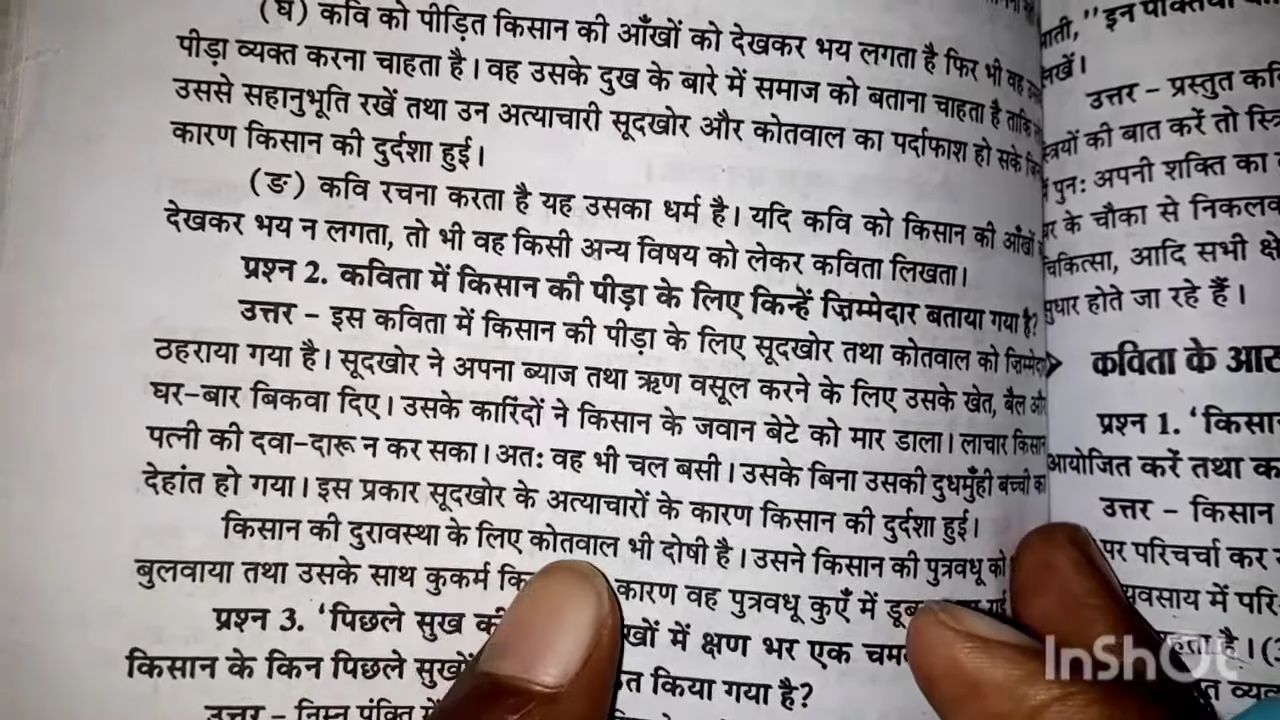 (घ) कवि को पीड़ित किसान की आँखों को देखकर भय लगता है फिर भी वह
पीड़ा व्यक्त करना चाहता है। वह उसके दुख के बारे में समाज को बताना चाहता है ताकि
उससे सहानुभूति रखें तथा उन अत्याचारी सूदखोर और कोतवाल का पर्दाफाश हो सके
कारण किसान की दुर्दशा हुई।
(ङ) कवि रचना करता है यह उसका धर्म है। यदि कवि को किसान की आँखों
देखकर भय न लगता, तो भी वह किसी अन्य विषय को लेकर कविता लिखता।
प्रश्न 2. कविता में किसान की पीड़ा के लिए किन्हें ज़िम्मेदार बताया गया है?
उत्तर – इस कविता में किसान की पीड़ा के लिए सूदखोर तथा कोतवाल को
ठहराया गया है। सूदखोर ने अपना ब्याज तथा ऋण वसूल करने के लिए उसके खेत, बैल और
घर-बार बिकवा दिए। उसके कारिंदों ने किसान के जवान बेटे को मार डाला। लाचार किसान
पत्नी की दवा-दारू न कर सका। अतः वह भी चल बसी। उसके बिना उसकी दुधमुँही बच्ची का
देहांत हो गया। इस प्रकार सूदखोर के अत्याचारों के कारण किसान की दुर्दशा हुई।
किसान की दुरावस्था के लिए कोतवाल भी दोषी है। उसने किसान की पुत्रवधू को
बुलवाया तथा उसके साथ कुकर्म कारण वह पुत्रवधू कुएँ में डूब
प्रश्न 3. 'पिछले सुख की में क्षण भर एक
किसान के किन पिछले सुखों किया गया है?
उत्तर – निम्न पंक्ति में
इन
लिखें।
उत्तर – प्रस्तुत
स्त्रियों की बात करें तो
पुनः अपनी शक्ति का
के चौका से
चिकित्सा, आदि सभी
सुधार होते जा रहे हैं।
कविता के
प्रश्न 1. 'किसान
आयोजित करें तथा
उत्तर – किसान
पर परिचर्चा कर
व्यवसाय में
है।
InShOt